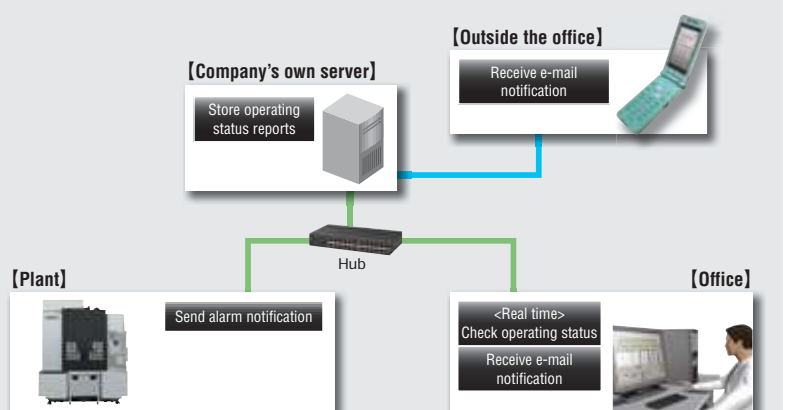 【Outside the office】
Receive e-mail
notification
【Company’s own server】
Store operating
status reports
Hub
【Plant】
Send alarm notification
【Office】
<Real time>
Check operating status
Receive e-mail
notification